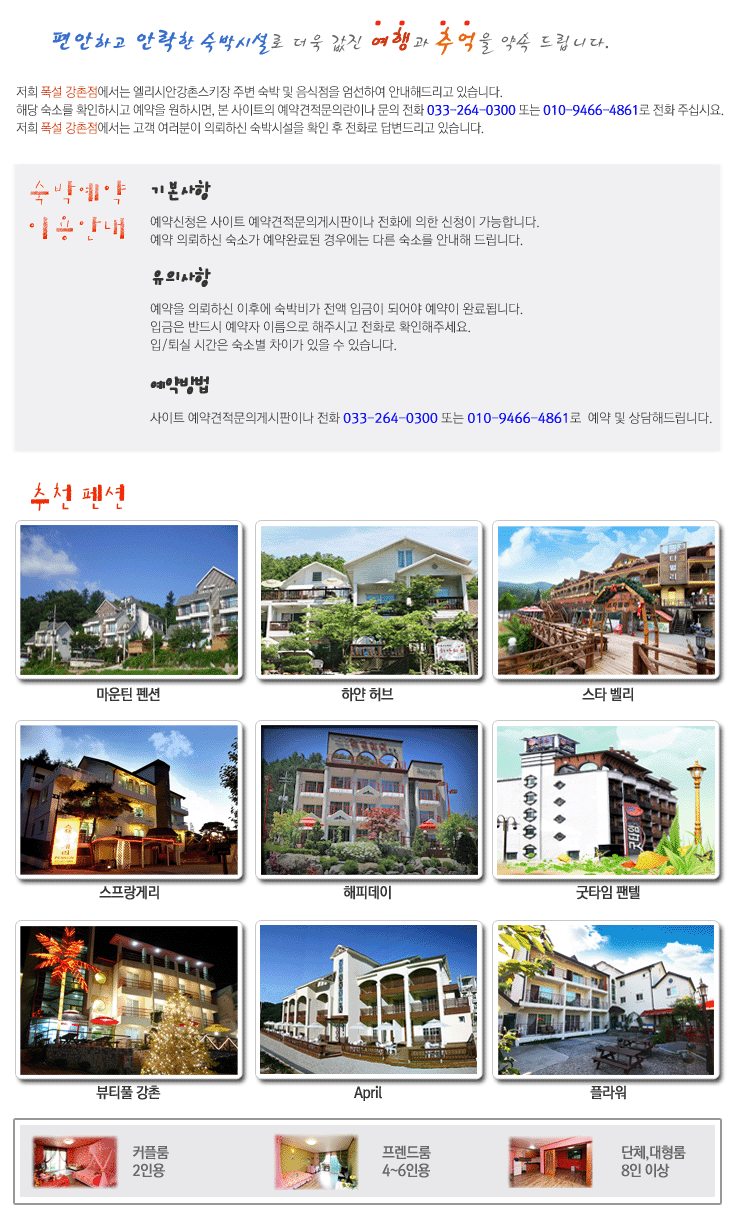 편안하고 안락한 숙박시설로 더욱 값진 여행과 추억을 약속 드립니다.
저희 폭설 강촌점에서는 엘리시안강촌스키장 주변 숙박 및 음식점을 엄선하여 안내해드리고 있습니다.
해당 숙소를 확인하시고 예약을 원하시면, 본 사이트의 예약견적문의란이나 문의 전화 033-264-0300 또는 010-9466-4861로 전화 주십시요.
저희 폭설 강촌점에서는 고객 여러분이 의뢰하신 숙박시설을 확인 후 전화로 답변드리고 있습니다.
숙박예약
이용안내
기본사항
예약신청은 사이트 예약견적문의게시판이나 전화에 의한 신청이 가능합니다.
예약 의뢰하신 숙소가 예약완료된 경우에는 다른 숙소를 안내해 드립니다.
유의사항
예약을 의뢰하신 이후에 숙박비가 전액 입금이 되어야 예약이 완료됩니다.
입금은 반드시 예약자 이름으로 해주시고 전화로 확인해주세요.
입/퇴실 시간은 숙소별 차이가 있을 수 있습니다.
예약방법
사이트 예약견적문의게시판이나 전화 033-264-0300 또는 010-9466-4861로 예약 및 상담해드립니다.
추천 펜션
스타벨리
마운틴 펜션
하얀 허브
스타 벨리
굿타임
스프랑게리
해피데이
굿타임 팬텔
뷰티풀 강촌
April
플라워
커플룸
2인용
프렌드룸
4~6인용
단체,대형룸
8인 이상